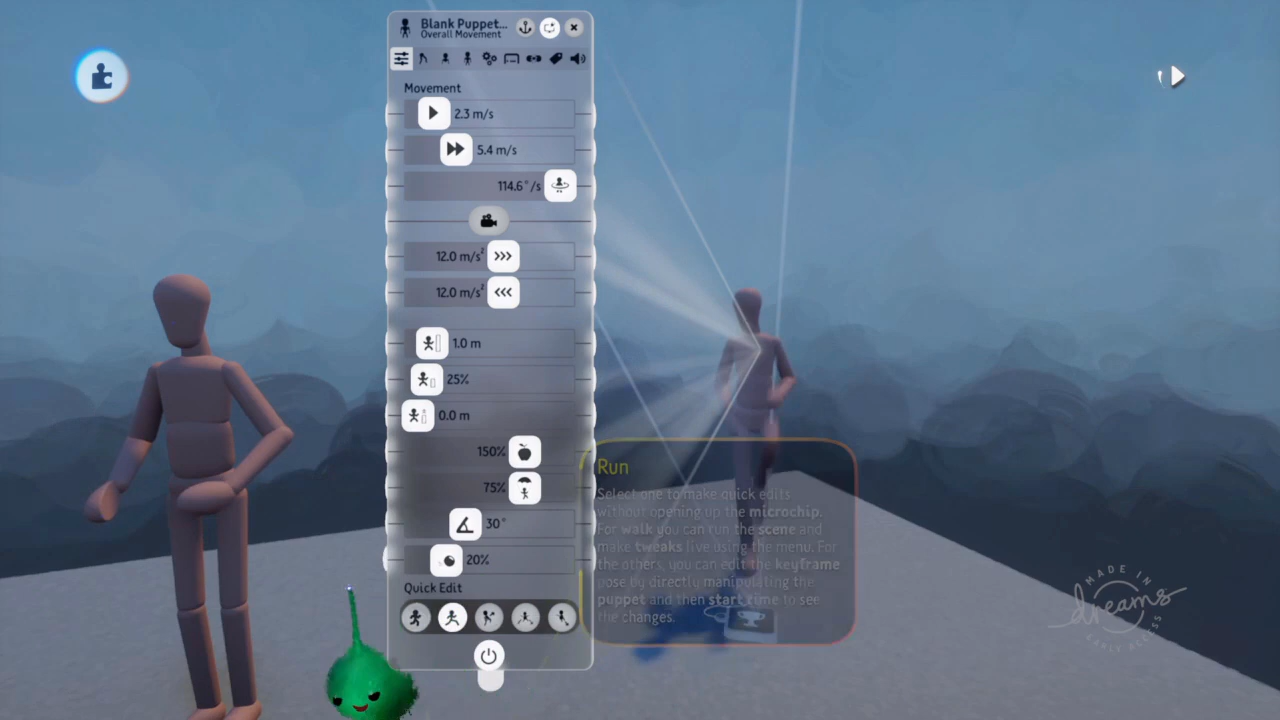 Blank Puppet...
Overall Movement
Movement
2.3 m/s
5.4 m/s
114.6°/s
12.0 m/s²
12.0 m/s²
1.0 m
25%
0.0 m
150%
75%
30°
20%
Quick Edit
Run
Select one to make quick edits
without opening up the microchip.
For walk you can run the scene and
make tweaks live using the menu. For
the others, you can edit the keyframe
pose by directly manipulating the
puppet and then start time to see
the changes.
MADE IN
dreams
EARLY ACCESS